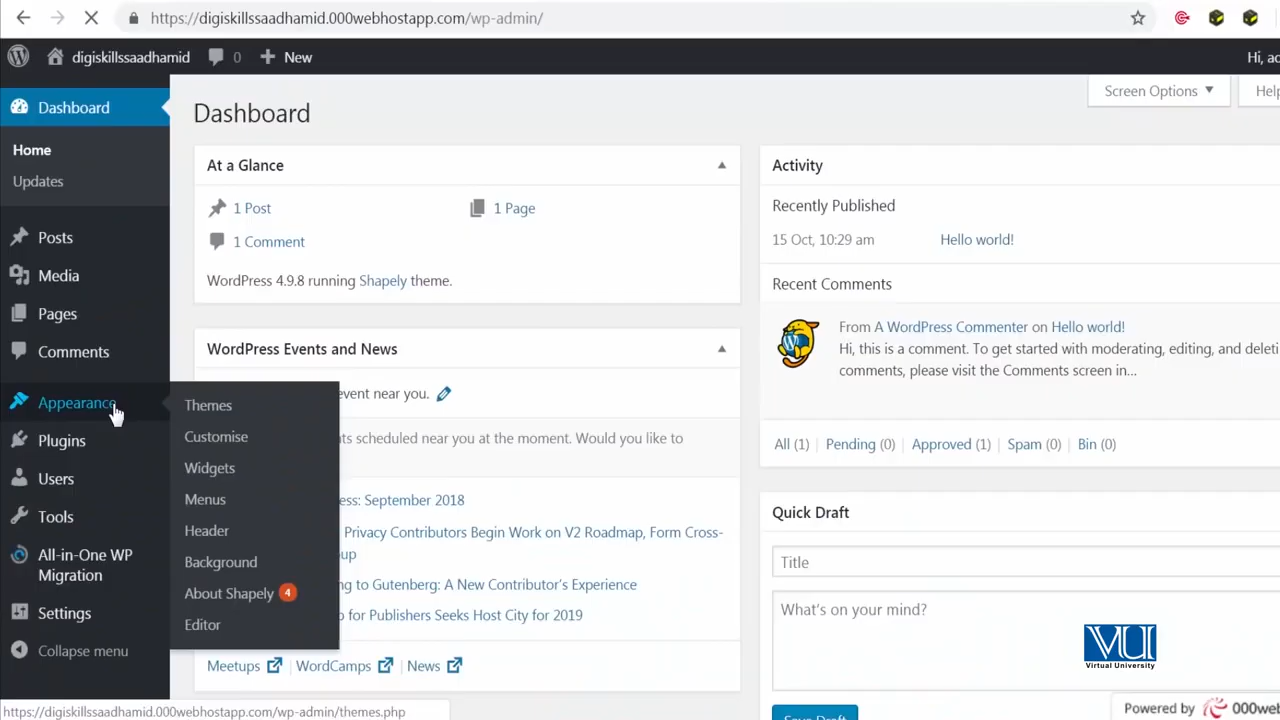 https://digiskillssaadhamid.000webhostapp.com/wp-admin/
digiskillssaadhamid
0
New
Hi, ac
Dashboard
Home
Updates
Posts
Media
Pages
Comments
Appearance
Plugins
Users
Tools
All-in-One WP
Migration
Settings
Collapse menu
Themes
Customise
Widgets
Menus
Header
Background
About Shapely 4
Editor
Screen Options
Help
Dashboard
At a Glance
1 Post
1 Page
1 Comment
WordPress 4.9.8 running Shapely theme.
WordPress Events and News
event near you.
ts scheduled near you at the moment. Would you like to
ess: September 2018
Privacy Contributors Begin Work on V2 Roadmap, Form Cross-
up
ng to Gutenberg: A New Contributor's Experience
for Publishers Seeks Host City for 2019
Meetups | WordCamps | News
Activity
Recently Published
15 Oct, 10:29 am Hello world!
Recent Comments
From A WordPress Commenter on Hello world!
Hi, this is a comment. To get started with moderating, editing, and deleti
comments, please visit the Comments screen in…
All (1) | Pending (0) | Approved (1) | Spam (0) | Bin (0)
Quick Draft
Title
What's on your mind?
Save Draft
VU
Virtual University
Powered by 000web
https://digiskillssaadhamid.000webhostapp.com/wp-admin/themes.php